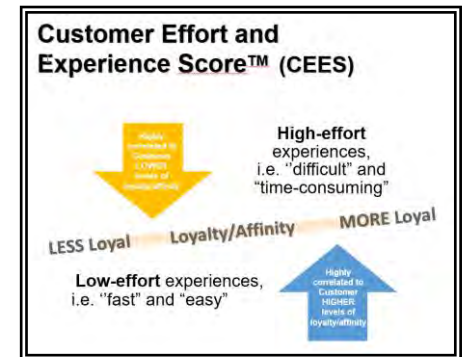 Customer Effort and
Experience Score™ (CEES)
Highly
correlated to
Customer
LOWER
levels of
loyalty/affinity
High-effort
experiences,
i.e. "difficult" and
"time-consuming"
LESS Loyal Loyalty/Affinity MORE Loyal
Low-effort experiences,
i.e. "fast" and "easy"
Highly
correlated to
Customer
HIGHER
levels of
loyalty/affinity